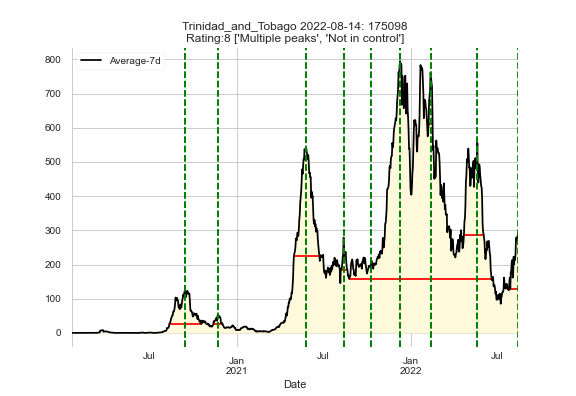 Trinidad_and_Tobago 2022-08-14: 175098
Rating:8 ['Multiple peaks', 'Not in control']
Average-7d
800
700
600
500
400
300
200
100
0
Jul
Jan
2021
Jul
Jan
2022
Jul
Date